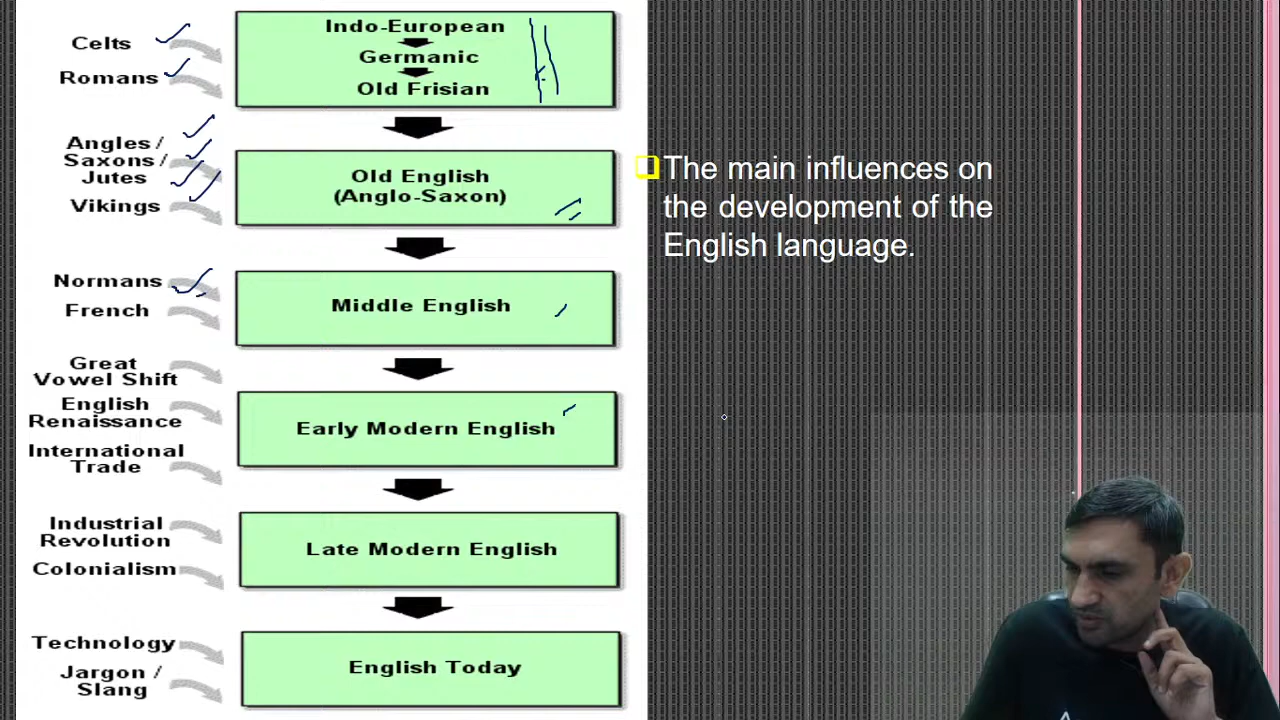 Celts
Romans
Indo-European
Germanic
Old Frisian
Angles /
Saxons /
Jutes
Vikings
Old English
(Anglo-Saxon)
Normans
French
Middle English
Great
Vowel Shift
English
Renaissance
International
Trade
Early Modern English
Industrial
Revolution
Colonialism
Late Modern English
Technology
Jargon /
Slang
English Today
The main influences on
the development of the
English language.